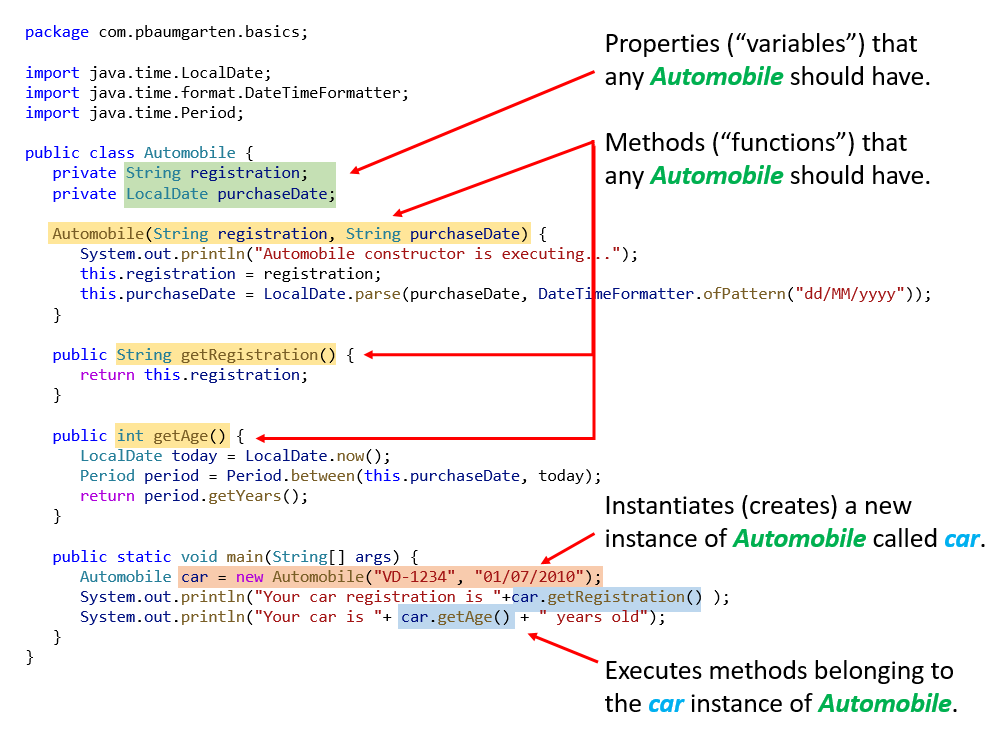 package com.pbaumgarten.basics;
import java.time.LocalDate;
import java.time.format.DateTimeFormatter;
import java.time.Period;
public class Automobile {
private String registration;
private LocalDate purchaseDate;
Automobile(String registration, String purchaseDate) {
System.out.println("Automobile constructor is executing...");
this.registration = registration;
this.purchaseDate = LocalDate.parse(purchaseDate, DateTimeFormatter.ofPattern("dd/MM/yyyy"));
}
public String getRegistration() {
return this.registration;
}
public int getAge() {
LocalDate today = LocalDate.now();
Period period = Period.between(this.purchaseDate, today);
return period.getYears();
}
public static void main(String[] args) {
Automobile car = new Automobile("VD-1234", "01/07/2010");
System.out.println("Your car registration is "+car.getRegistration() );
System.out.println("Your car is "+ car.getAge() + " years old");
}
}
Properties (“variables”) that
any Automobile should have.
Methods (“functions”) that
any Automobile should have.
Instantiates (creates) a new
instance of Automobile called car.
Executes methods belonging to
the car instance of Automobile.